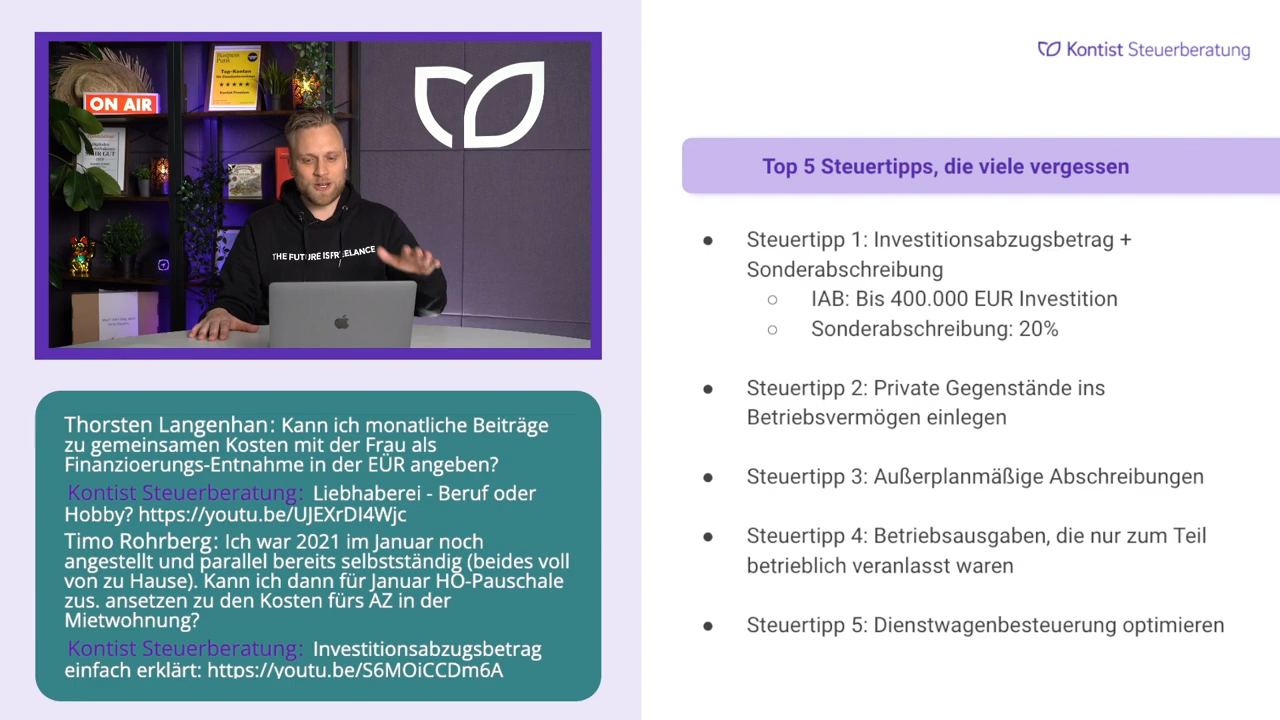 Business Punk
Top-Konten
ON AIR
THE FUTURE IS FREELANCE
Kontist Steuerberatung
Top 5 Steuertipps, die viele vergessen
● Steuertipp 1: Investitionsabzugsbetrag +
Sonderabschreibung
○ IAB: Bis 400.000 EUR Investition
○ Sonderabschreibung: 20%
● Steuertipp 2: Private Gegenstände ins
Betriebsvermögen einlegen
● Steuertipp 3: Außerplanmäßige Abschreibungen
● Steuertipp 4: Betriebsausgaben, die nur zum Teil
betrieblich veranlasst waren
● Steuertipp 5: Dienstwagenbesteuerung optimieren
Thorsten Langenhan: Kann ich monatliche Beiträge
zu gemeinsamen Kosten mit der Frau als
Finanzioerungs-Entnahme in der EÜR angeben?
Kontist Steuerberatung: Liebhaberei - Beruf oder
Hobby? https://youtu.be/UJEXrDI4Wjc
Timo Rohrberg: Ich war 2021 im Januar noch
angestellt und parallel bereits selbstständig (beides voll
von zu Hause). Kann ich dann für Januar HO-Pauschale
zus. ansetzen zu den Kosten fürs AZ in der
Mietwohnung?
Kontist Steuerberatung: Investitionsabzugsbetrag
einfach erklärt: https://youtu.be/S6MOiCCDm6A